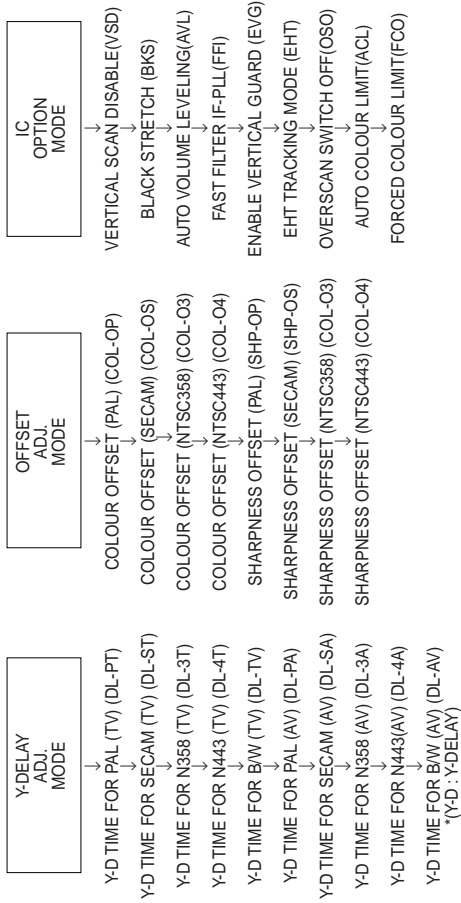 Y-DELAY
ADJ.
MODE
Y-D TIME FOR PAL (TV) (DL-PT)
Y-D TIME FOR SECAM (TV) (DL-ST)
Y-D TIME FOR N358 (TV) (DL-3T)
Y-D TIME FOR N443 (TV) (DL-4T)
Y-D TIME FOR B/W (TV) (DL-TV)
Y-D TIME FOR PAL (AV) (DL-PA)
Y-D TIME FOR SECAM (AV) (DL-SA)
Y-D TIME FOR N358 (AV) (DL-3A)
Y-D TIME FOR N443(AV) (DL-4A)
Y-D TIME FOR B/W (AV) (DL-AV)
*(Y-D : Y-DELAY)
OFFSET
ADJ.
MODE
COLOUR OFFSET (PAL) (COL-OP)
COLOUR OFFSET (SECAM) (COL-OS)
COLOUR OFFSET (NTSC358) (COL-O3)
COLOUR OFFSET (NTSC443) (COL-O4)
SHARPNESS OFFSET (PAL) (SHP-OP)
SHARPNESS OFFSET (SECAM) (SHP-OS)
SHARPNESS OFFSET (NTSC358) (COL-O3)
SHARPNESS OFFSET (NTSC443) (COL-O4)
IC
OPTION
MODE
VERTICAL SCAN DISABLE(VSD)
BLACK STRETCH (BKS)
AUTO VOLUME LEVELING(AVL)
FAST FILTER IF-PLL(FFI)
ENABLE VERTICAL GUARD (EVG)
EHT TRACKING MODE (EHT)
OVERSCAN SWITCH OFF(OSO)
AUTO COLOUR LIMIT(ACL)
FORCED COLOUR LIMIT(FCO)